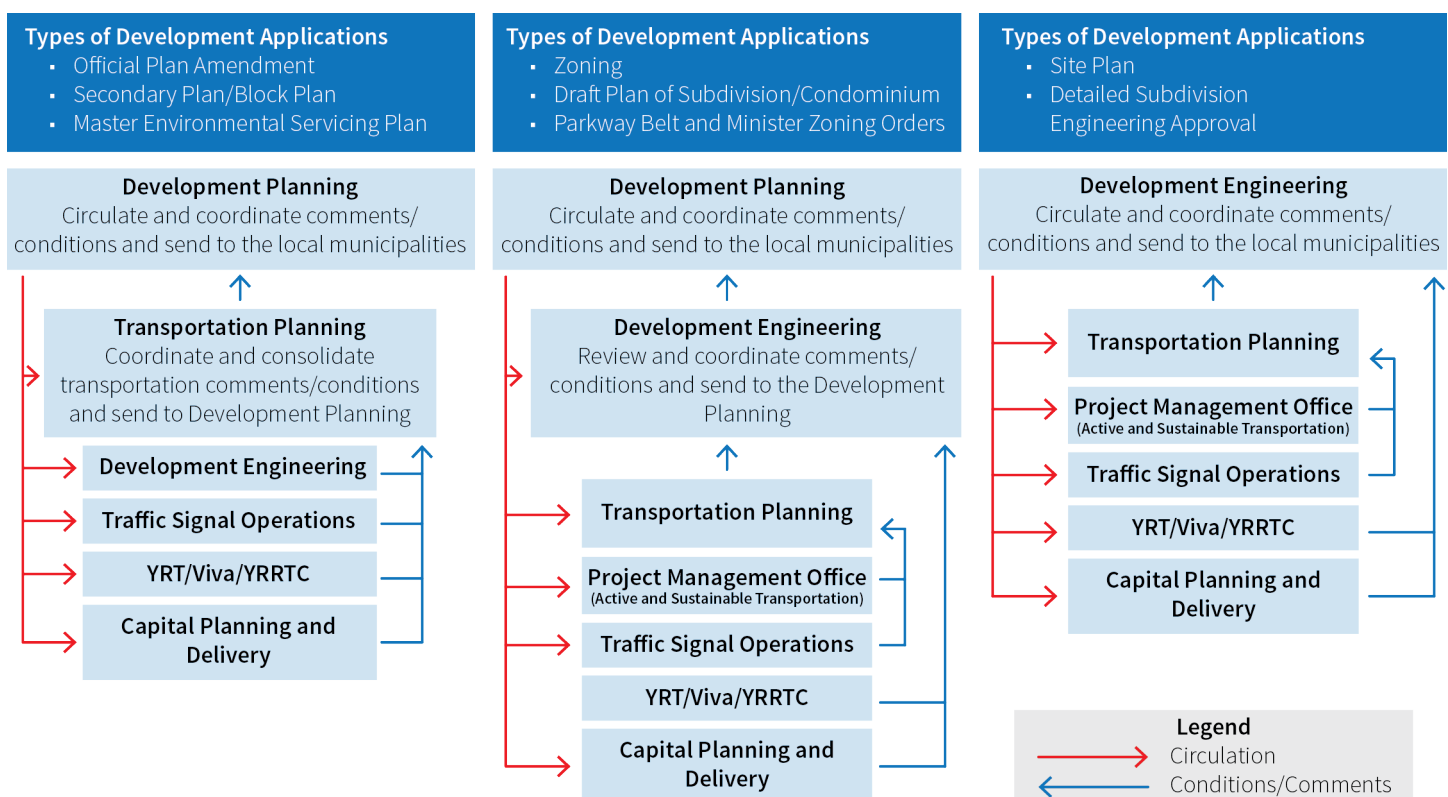 Types of Development Applications
▪ Official Plan Amendment
▪ Secondary Plan/Block Plan
▪ Master Environmental Servicing Plan
Development Planning
Circulate and coordinate comments/
conditions and send to the local municipalities
Transportation Planning
Coordinate and consolidate
transportation comments/conditions
and send to Development Planning
Development Engineering
Traffic Signal Operations
YRT/Viva/YRRTC
Capital Planning and
Delivery
Types of Development Applications
▪ Zoning
▪ Draft Plan of Subdivision/Condominium
▪ Parkway Belt and Minister Zoning Orders
Development Planning
Circulate and coordinate comments/
conditions and send to the local municipalities
Development Engineering
Review and coordinate comments/
conditions and send to the Development
Planning
Transportation Planning
Project Management Office
(Active and Sustainable Transportation)
Traffic Signal Operations
YRT/Viva/YRRTC
Capital Planning and
Delivery
Types of Development Applications
▪ Site Plan
▪ Detailed Subdivision
Engineering Approval
Development Engineering
Circulate and coordinate comments/
conditions and send to the local municipalities
Transportation Planning
Project Management Office
(Active and Sustainable Transportation)
Traffic Signal Operations
YRT/Viva/YRRTC
Capital Planning and
Delivery
Legend
Circulation
Conditions/Comments